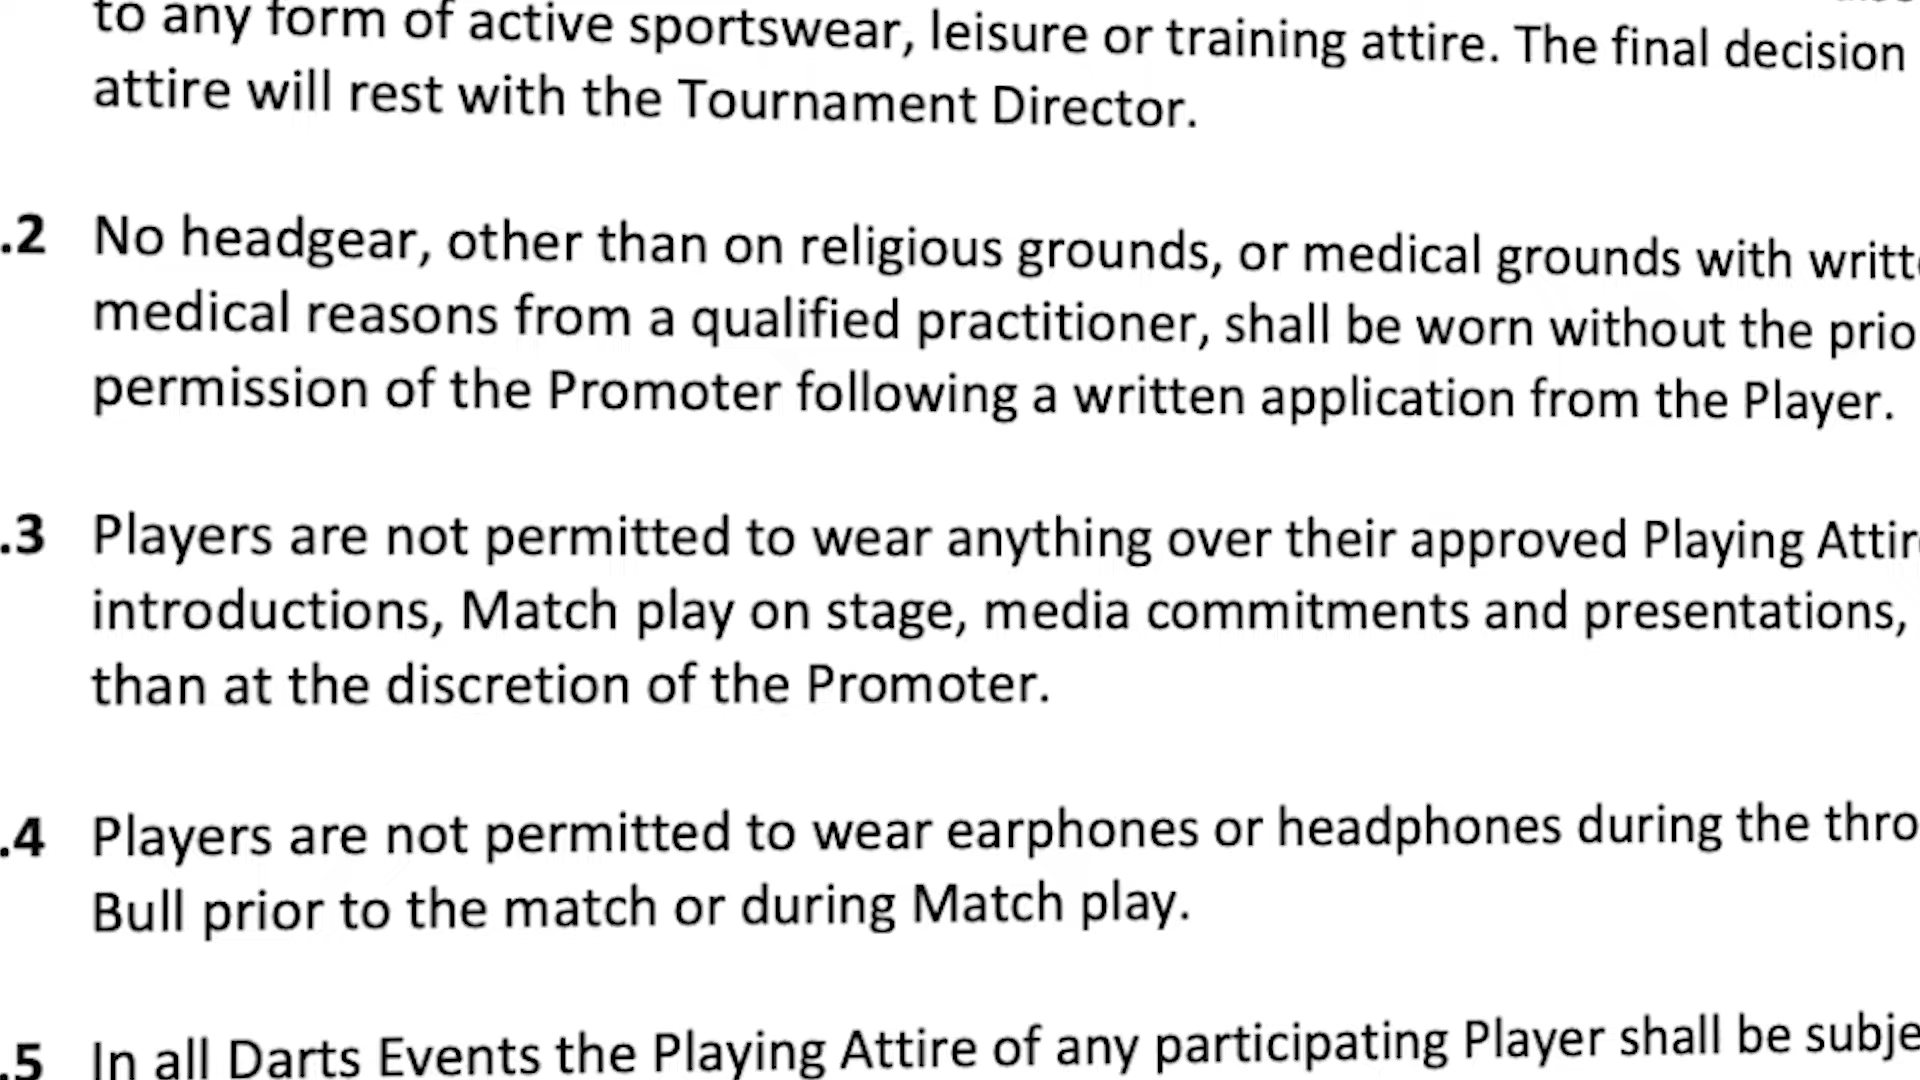 to any form of active sportswear, leisure or training attire. The final decision
attire will rest with the Tournament Director.
.2 No headgear, other than on religious grounds, or medical grounds with
medical reasons from a qualified practitioner, shall be worn without the
permission of the Promoter following a written application from the Player.
.3 Players are not permitted to wear anything over their approved Playing
introductions, Match play on stage, media commitments and presentations,
than at the discretion of the Promoter.
.4 Players are not permitted to wear earphones or headphones during the
Bull prior to the match or during Match play.
.5 In all Darts Events the Playing Attire of any participating Player shall be